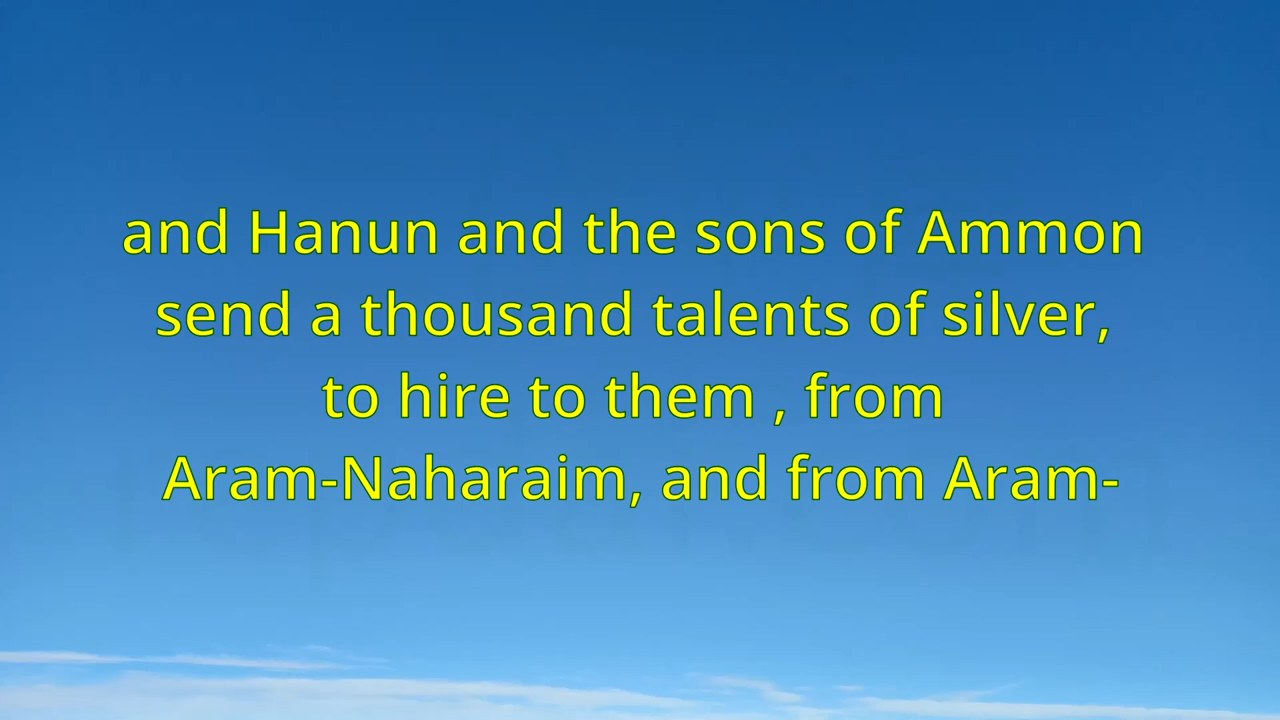 and Hanun and the sons of Ammon
send a thousand talents of silver,
to hire to them , from
Aram-Naharaim, and from Aram-